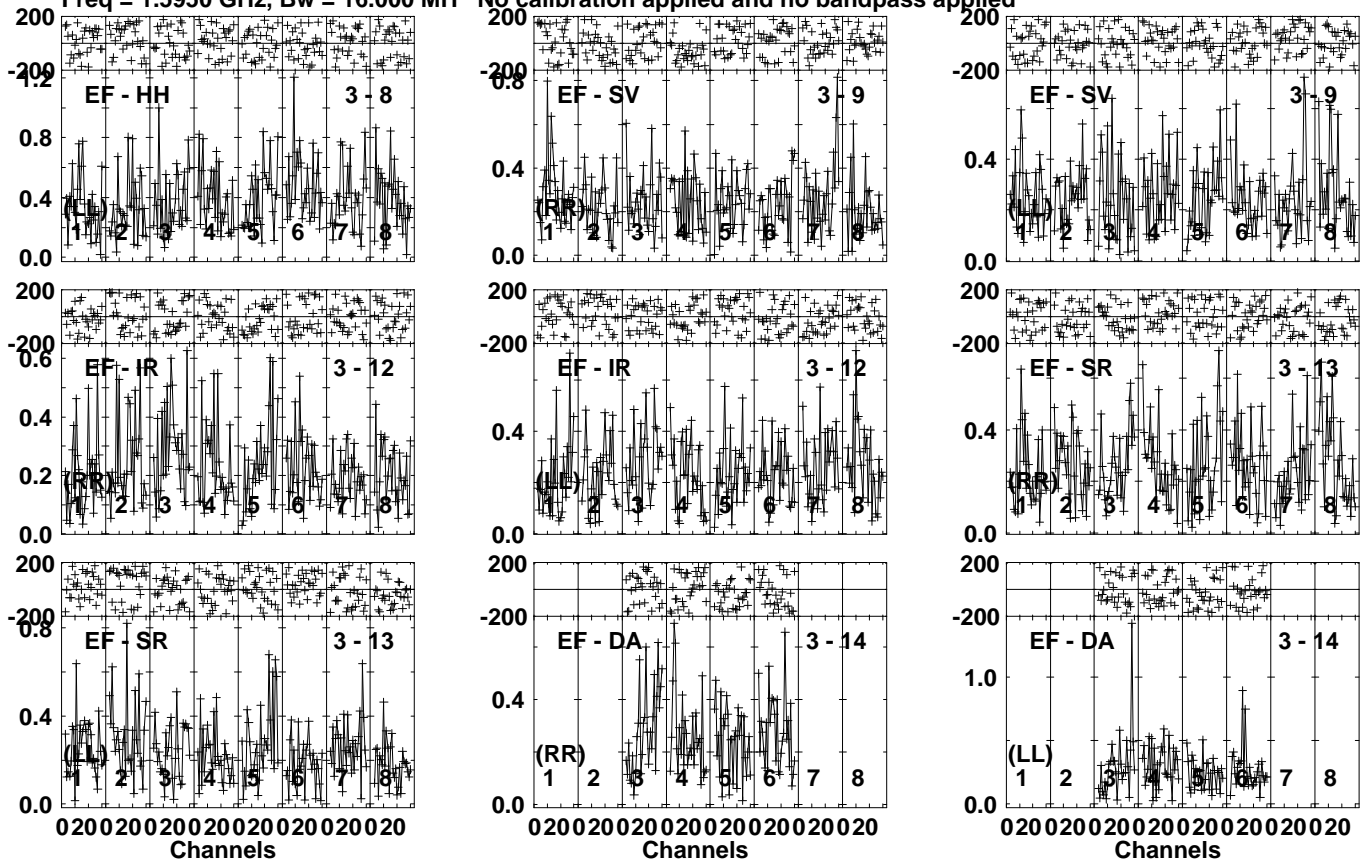 Freq = 1.5950 GHz, Bw = 16.000 MH No calibration applied and no bandpass applied
200 200 200
-200 -200 -200
1.2 EF - HH 3 - 8 0.8 EF - SV 3 - 9 EF - SV 3 - 9
0.8
0.4 0.4 0.4
(LL) (RR) (LL)
1 2 3 4 5 6 7 8 1 2 3 4 5 6 7 8 1 2 3 4 5 6 7 8
0.0 0.0 0.0
200 200 200
-200 -200 -200
0.6 EF - IR 3 - 12 EF - IR 3 - 12 EF - SR 3 - 13
0.4 0.4 0.4
0.2
(RR) (LL) (RR)
1 2 3 4 5 6 7 8 1 2 3 4 5 6 7 8 1 2 3 4 5 6 7 8
0.0 0.0 0.0
200 200 200
-200 -200 -200
0.8 EF - SR 3 - 13 EF - DA 3 - 14 EF - DA 3 - 14
1.0
0.4 0.4
(LL) (RR) (LL)
1 2 3 4 5 6 7 8 1 2 3 4 5 6 7 8 1 2 3 4 5 6 7 8
0.0 0.0 0.0
0 20 0 20 0 20 0 20 0 20 0 20 0 20 0 20 0 20 0 20 0 20 0 20 0 20 0 20 0 20 0 20 0 20 0 20 0 20 0 20 0 20 0 20 0 20 0 20
Channels Channels Channels